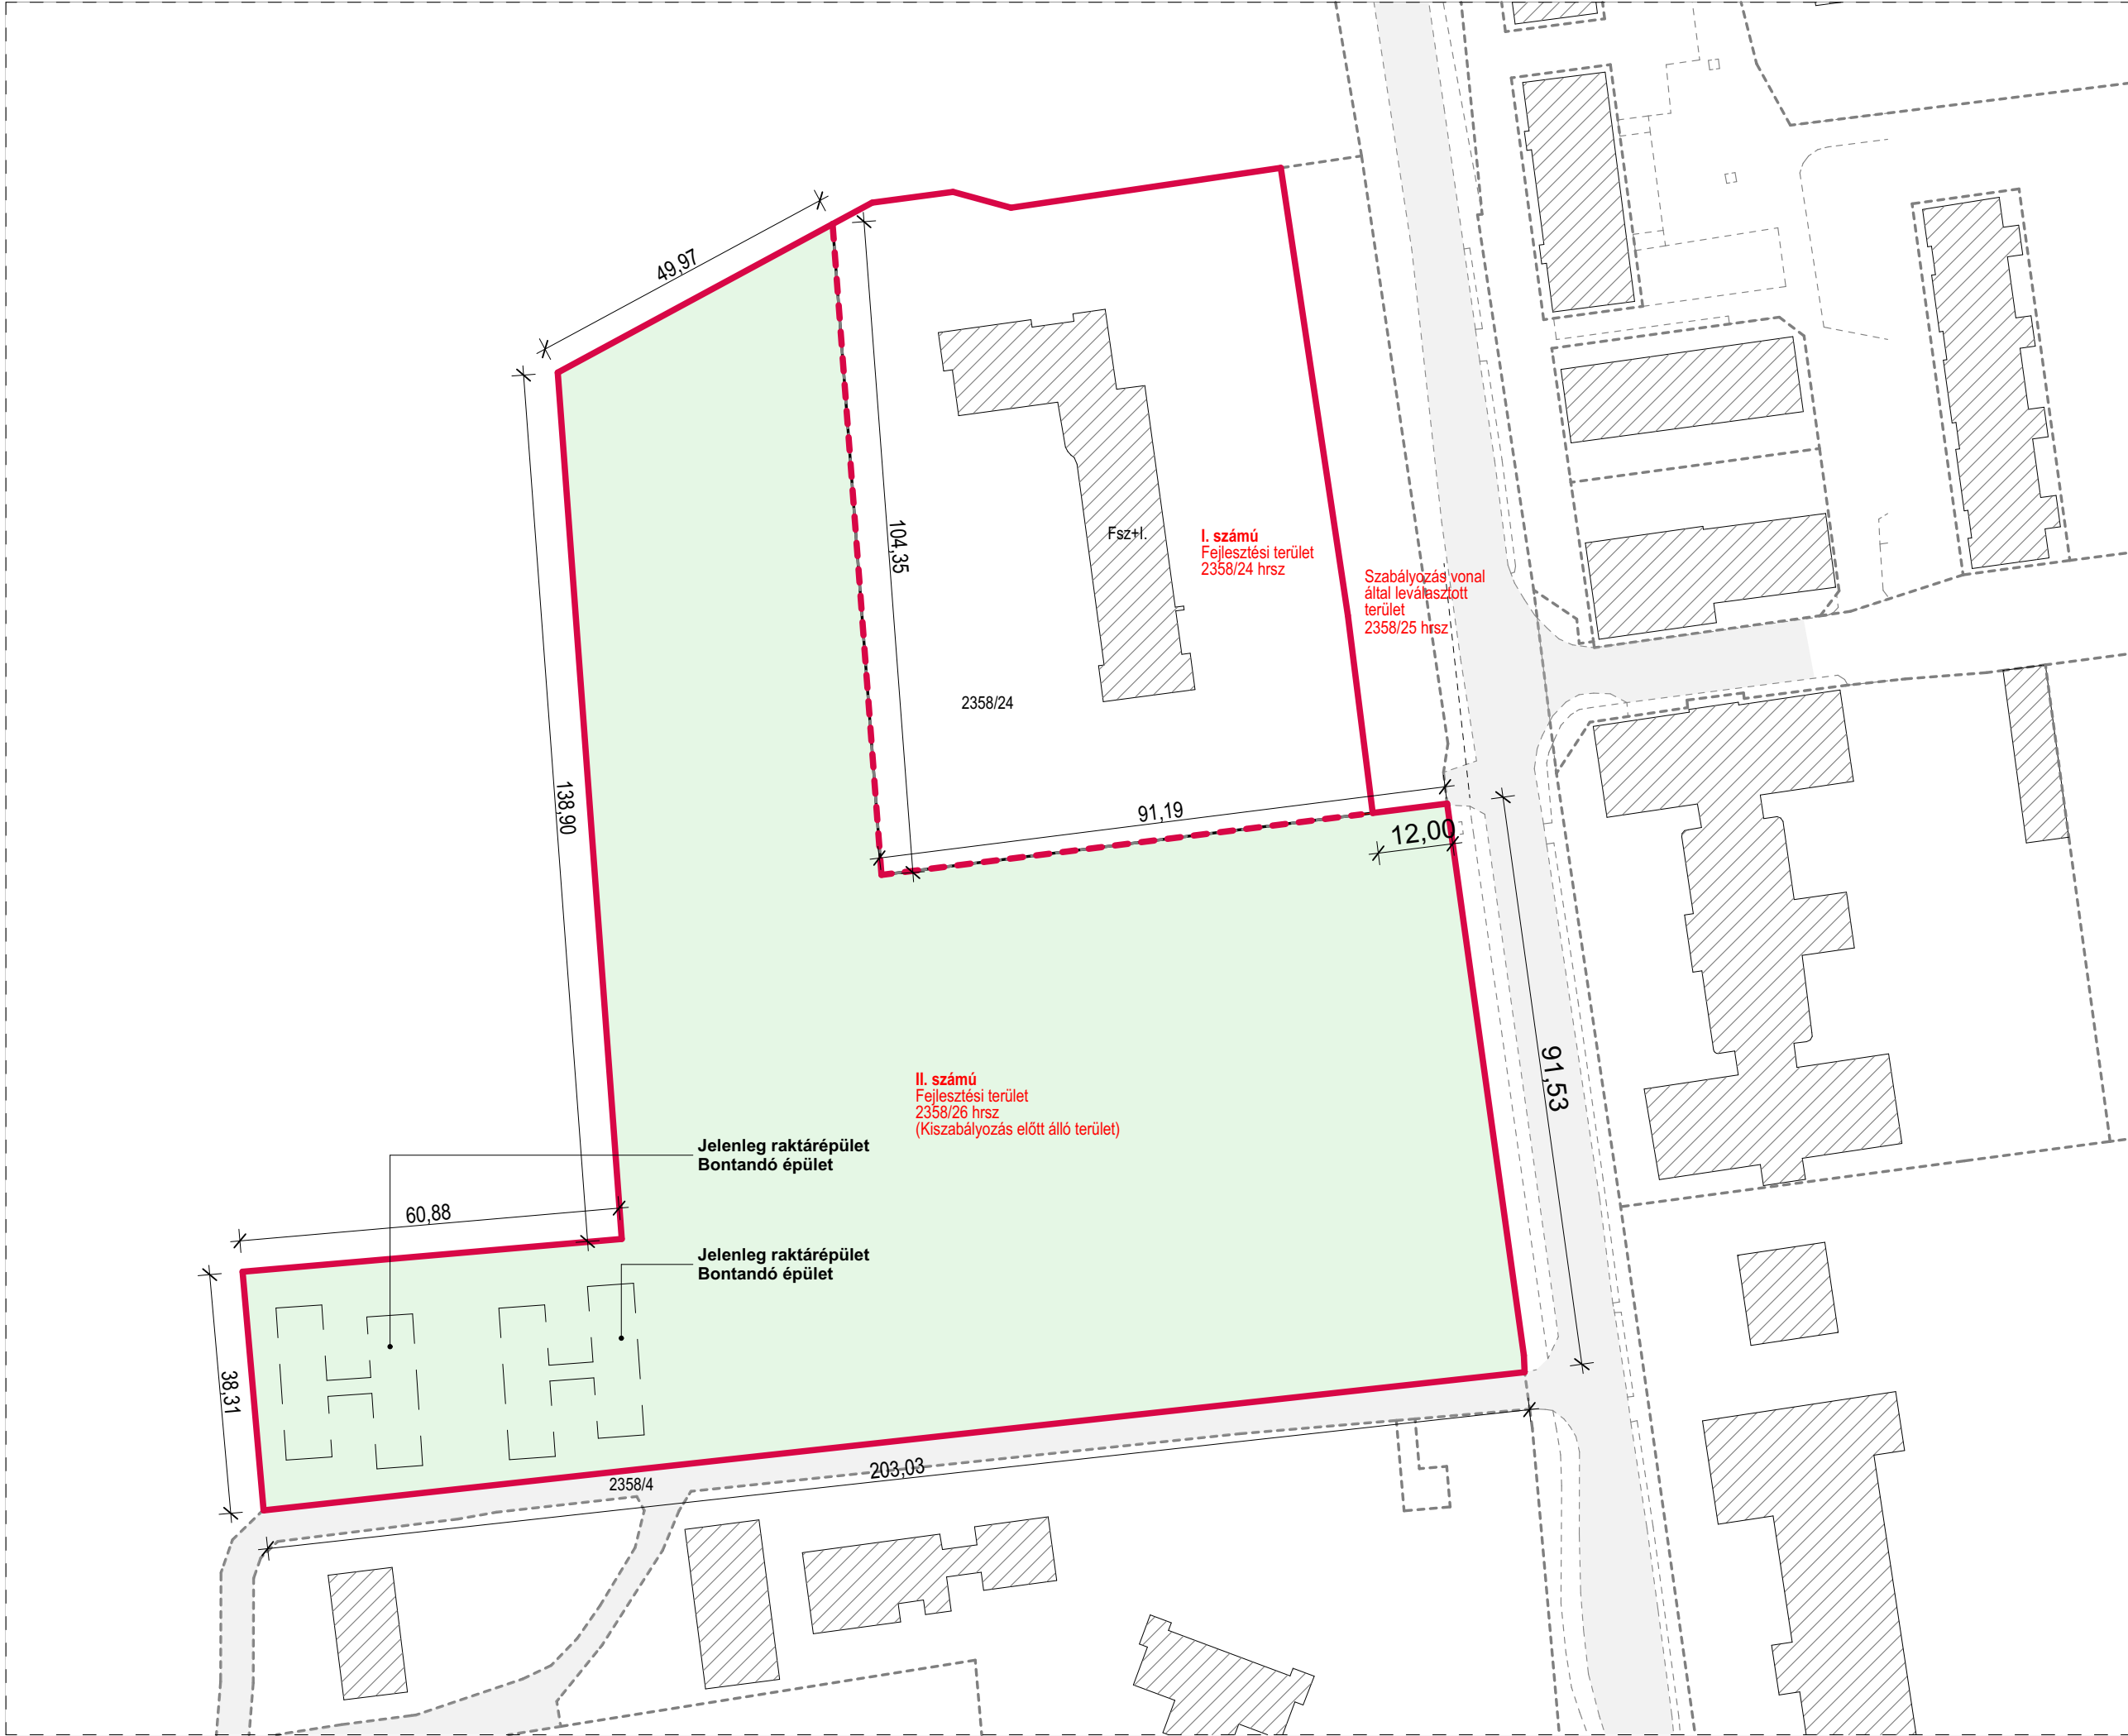 49,97
104,35
Fsz+I.
I. számú
Fejlesztési terület
2358/24 hrsz
Szabályozás vonal
által leválasztott
terület
2358/25 hrsz
2358/24
138,90
91,19
12,00
91,53
II. számú
Fejlesztési terület
2358/26 hrsz
(Kiszabályozás előtt álló terület)
Jelenleg raktárépület
Bontandó épület
60,88
Jelenleg raktárépület
Bontandó épület
38,31
203,03
2358/4